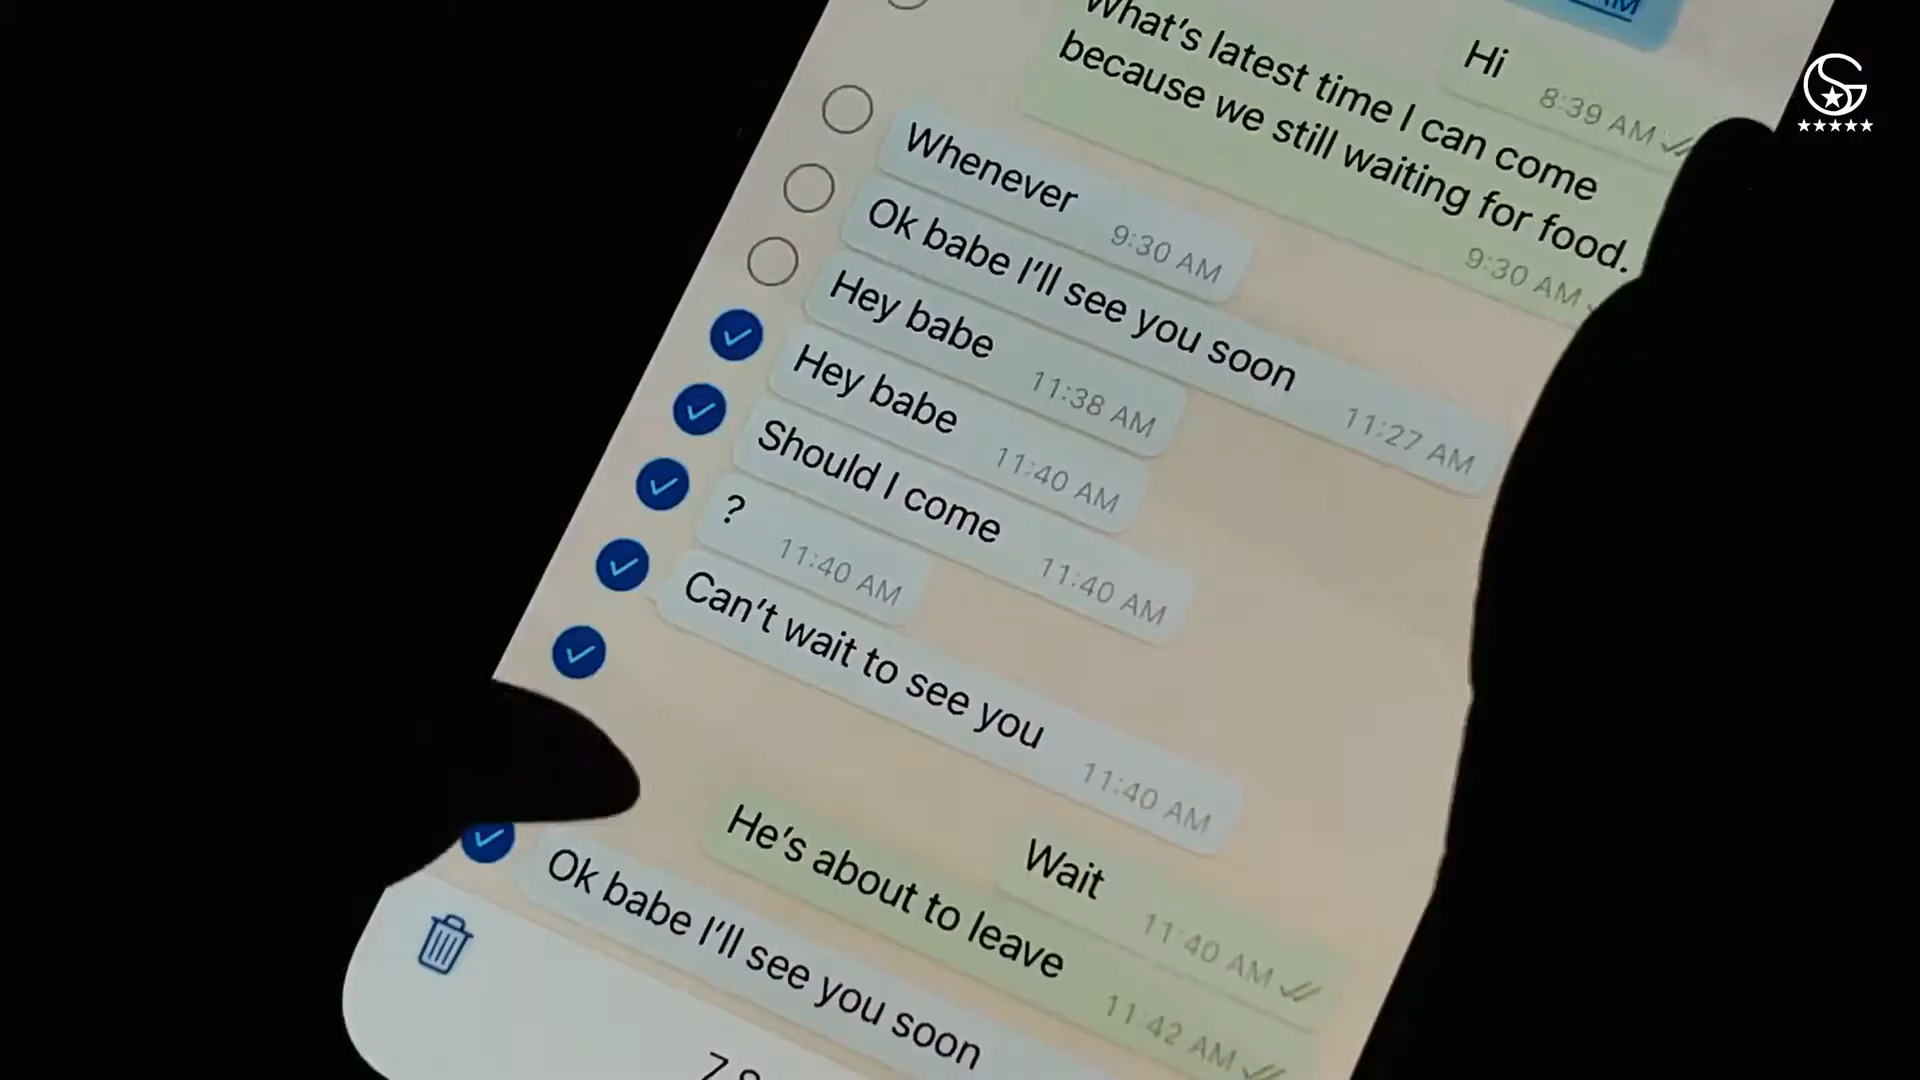 Hi
8:39 AM
What's latest time I can come
because we still waiting for food.
9:30 AM
Whenever
9:30 AM
Ok babe I'll see you soon
11:27 AM
Hey babe
11:38 AM
Hey babe
11:40 AM
Should I come
11:40 AM
?
11:40 AM
Can't wait to see you
11:40 AM
Wait
11:40 AM
He's about to leave
11:42 AM
Ok babe I'll see you soon